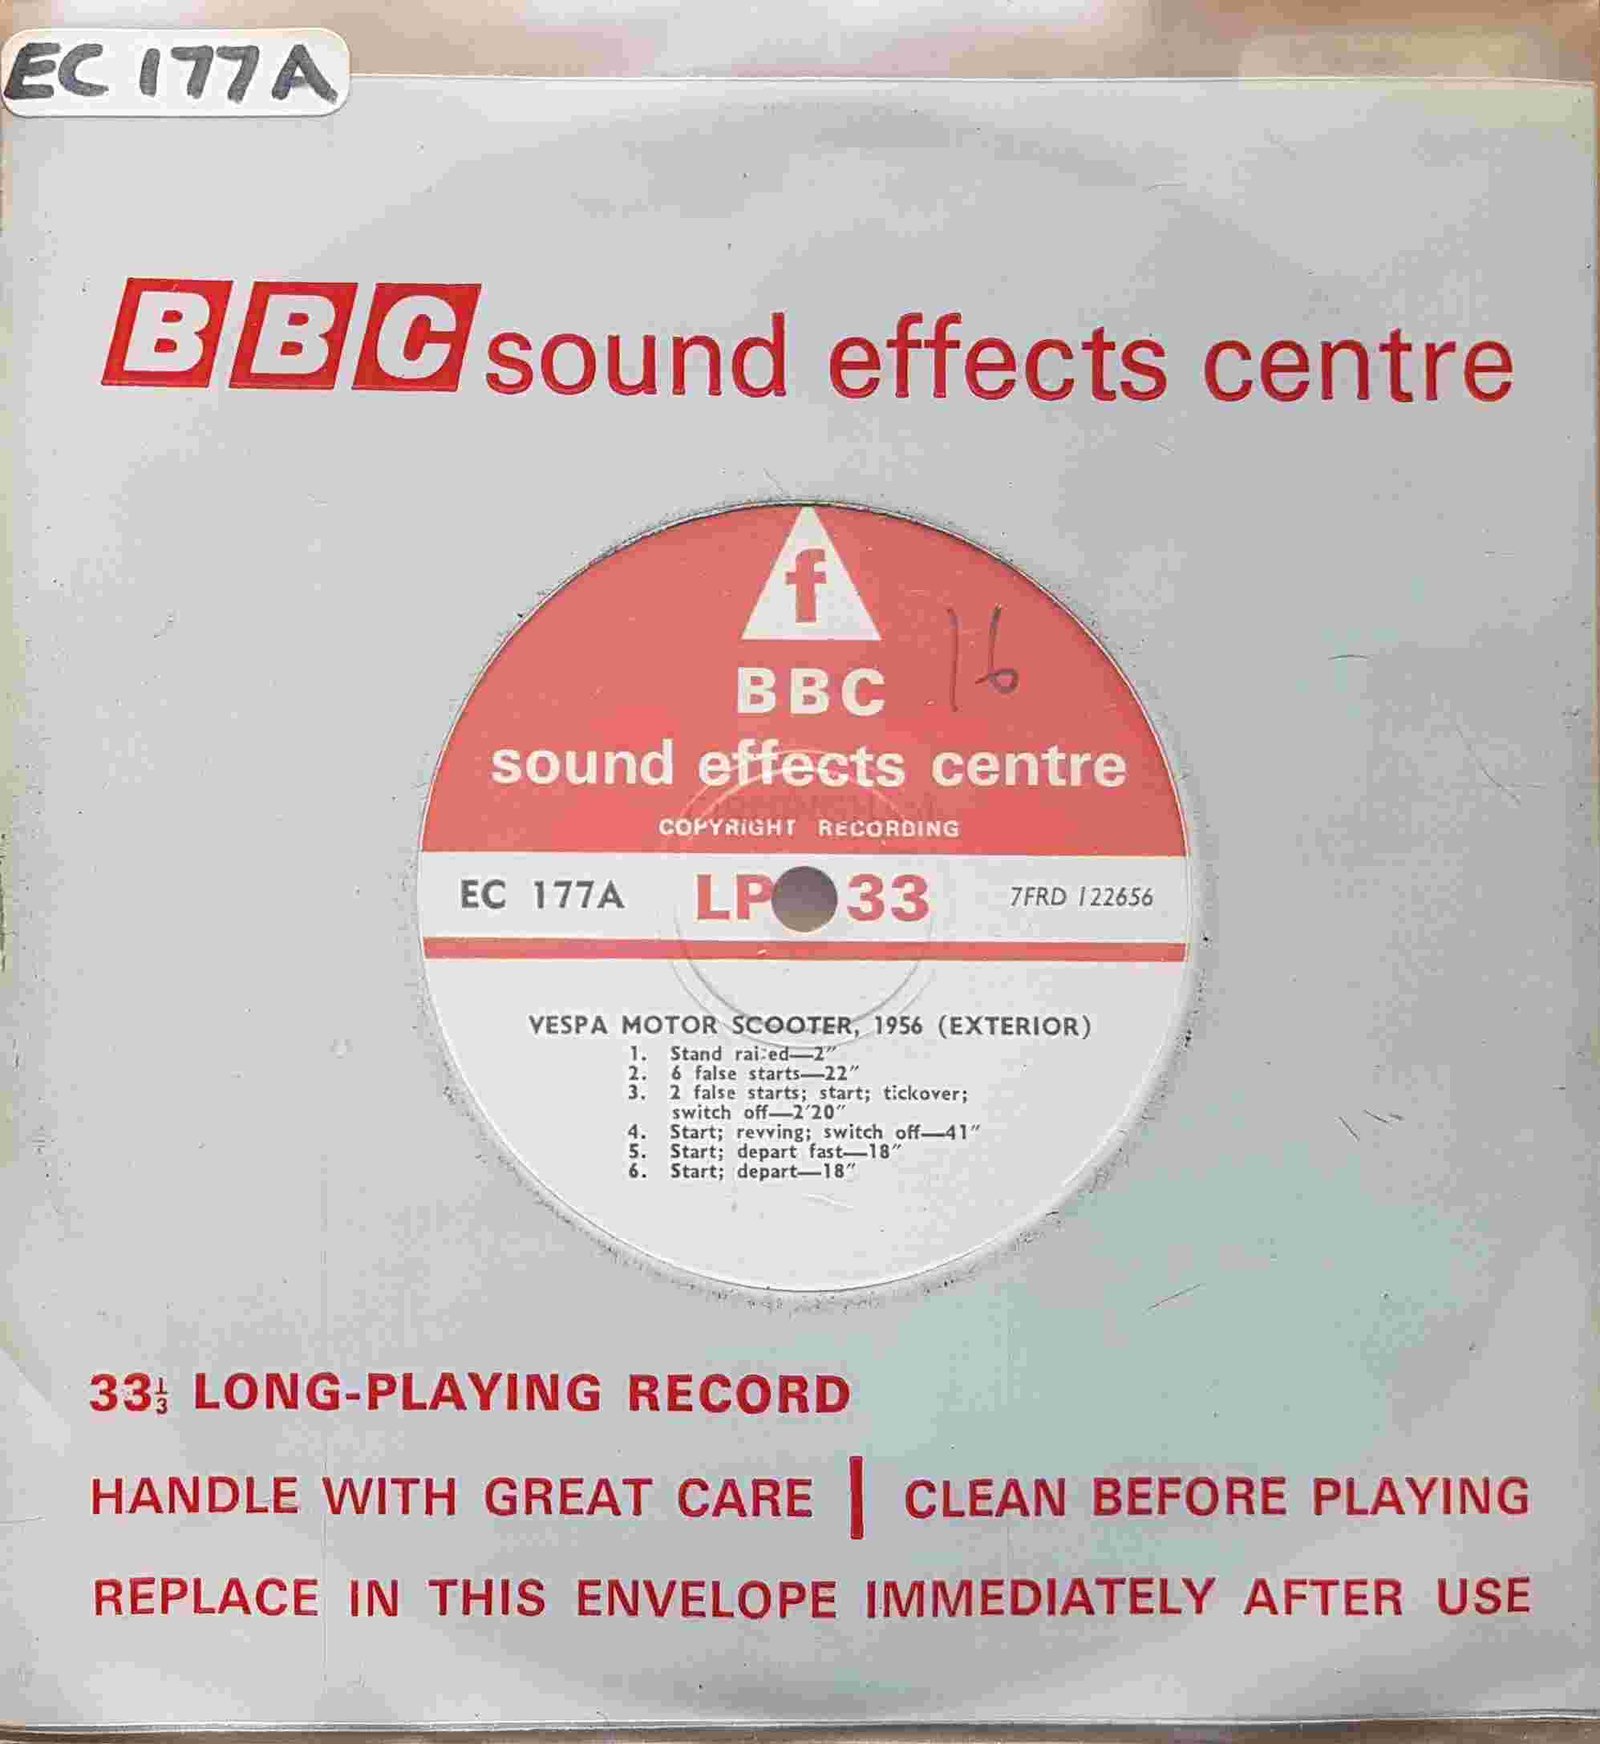 EC 177A
BBC sound effects centre
f
16
BBC
sound effects centre
COPYRIGHT RECORDING
EC 177A LP 33 7FRD 122656
VESPA MOTOR SCOOTER, 1956 (EXTERIOR)
1. Stand raised—2″
2. 6 false starts—22″
3. 2 false starts; start; tickover;
switch off—2′20″
4. Start; revving; switch off—41″
5. Start; depart fast—18″
6. Start; depart—18″
33⅓ LONG-PLAYING RECORD
HANDLE WITH GREAT CARE | CLEAN BEFORE PLAYING
REPLACE IN THIS ENVELOPE IMMEDIATELY AFTER USE